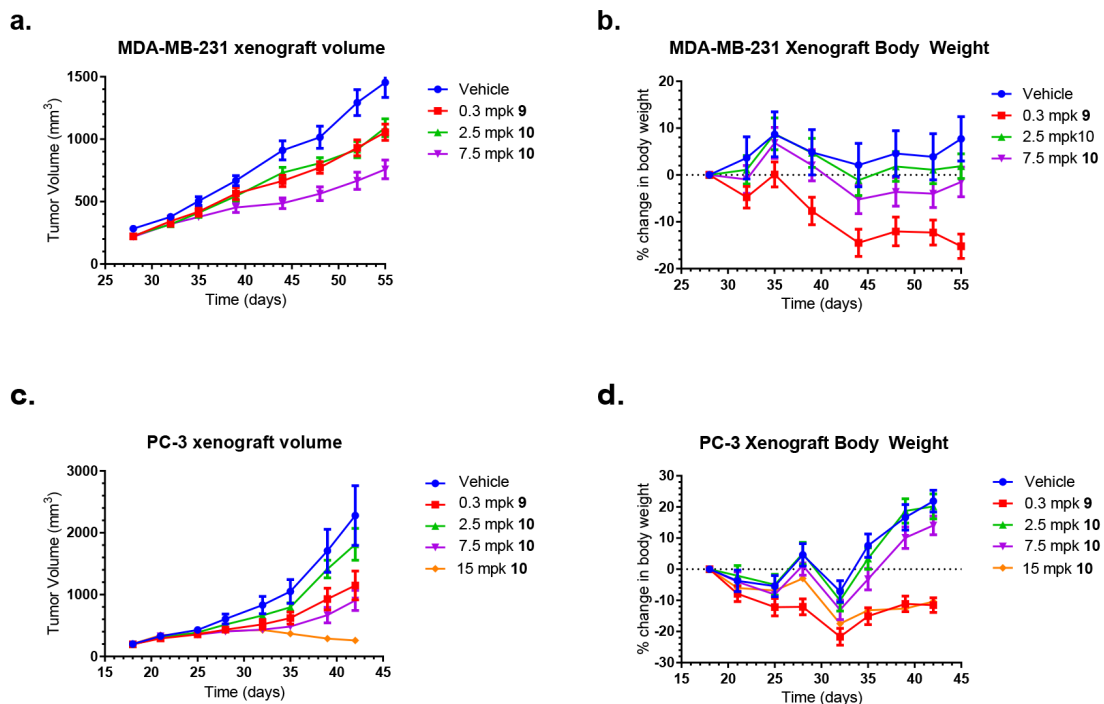 a.
MDA-MB-231 xenograft volume
Tumor Volume (mm³)
1500
1000
500
0
25 30 35 40 45 50 55
Time (days)
Vehicle
0.3 mpk 9
2.5 mpk 10
7.5 mpk 10
b.
MDA-MB-231 Xenograft Body Weight
% change in body weight
20
10
0
-10
-20
25 30 35 40 45 50 55
Time (days)
Vehicle
0.3 mpk 9
2.5 mpk10
7.5 mpk 10
c.
PC-3 xenograft volume
Tumor Volume (mm³)
3000
2000
1000
0
15 20 25 30 35 40 45
Time (days)
Vehicle
0.3 mpk 9
2.5 mpk 10
7.5 mpk 10
15 mpk 10
d.
PC-3 Xenograft Body Weight
% change in body weight
30
20
10
0
-10
-20
-30
15 20 25 30 35 40 45
Time (days)
Vehicle
0.3 mpk 9
2.5 mpk 10
7.5 mpk 10
15 mpk 10